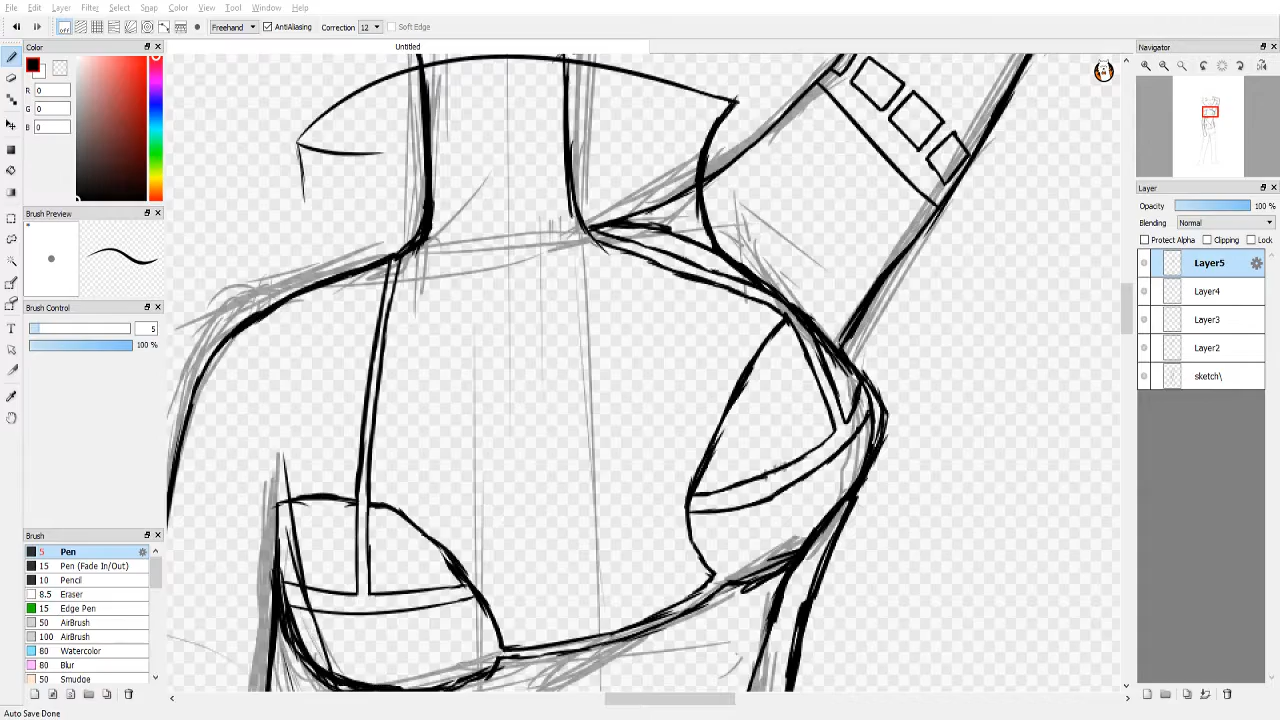 File Edit Layer Filter Select Snap Color View Tool Window Help
off Freehand AntiAliasing Correction 12 Soft Edge
Color
Untitled
Navigator
R 0
G 0
B 0
Layer
Opacity 100 %
Brush Preview
Blending Normal
Protect Alpha Clipping Lock
Layer5
Layer4
Brush Control
Layer3
5
100 %
Layer2
sketch\
Brush
5 Pen
15 Pen (Fade In/Out)
10 Pencil
8.5 Eraser
15 Edge Pen
50 AirBrush
100 AirBrush
80 Watercolor
80 Blur
50 Smudge
Auto Save Done